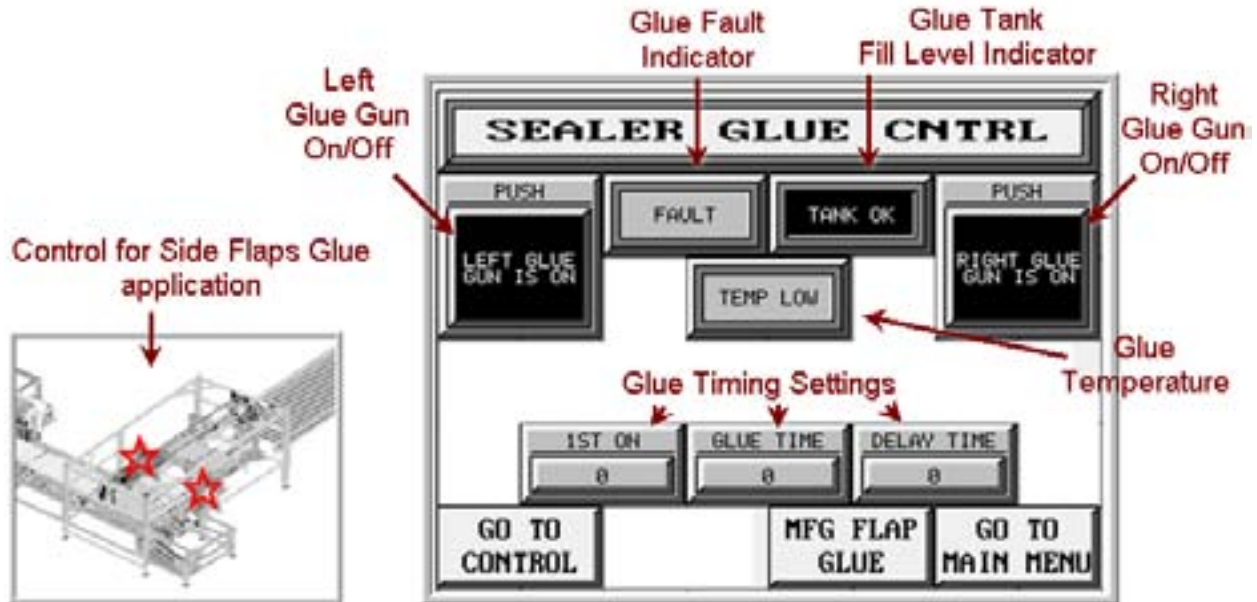 Glue Fault
Indicator
Glue Tank
Fill Level Indicator
Left
Glue Gun
On/Off
Right
Glue Gun
On/Off
SEALER GLUE CNTRL
PUSH
LEFT GLUE
GUN IS ON
FAULT
TANK OK
PUSH
RIGHT GLUE
GUN IS ON
TEMP LOW
Control for Side Flaps Glue
application
Glue
Temperature
Glue Timing Settings
1ST ON
0
GLUE TIME
0
DELAY TIME
0
GO TO
CONTROL
MFG FLAP
GLUE
GO TO
MAIN MENU